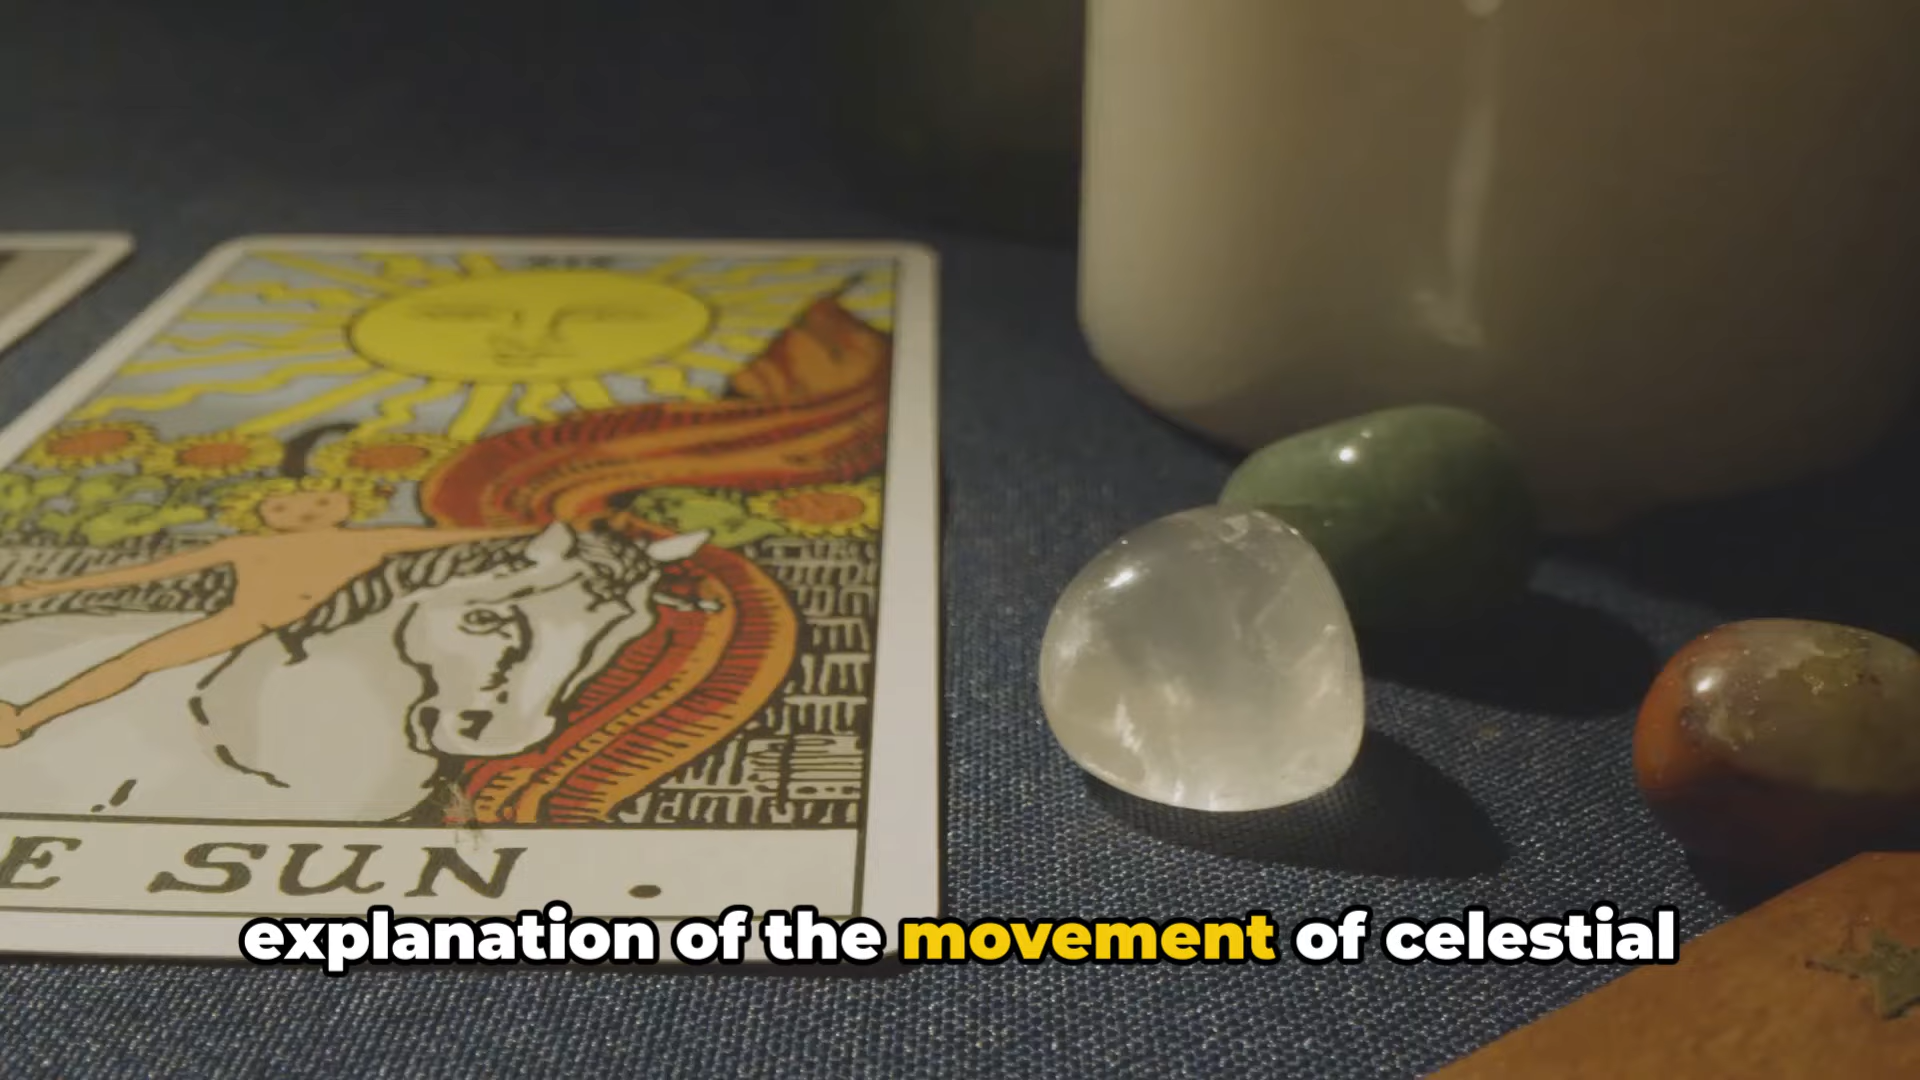 E SUN .
explanation of the movement of celestial